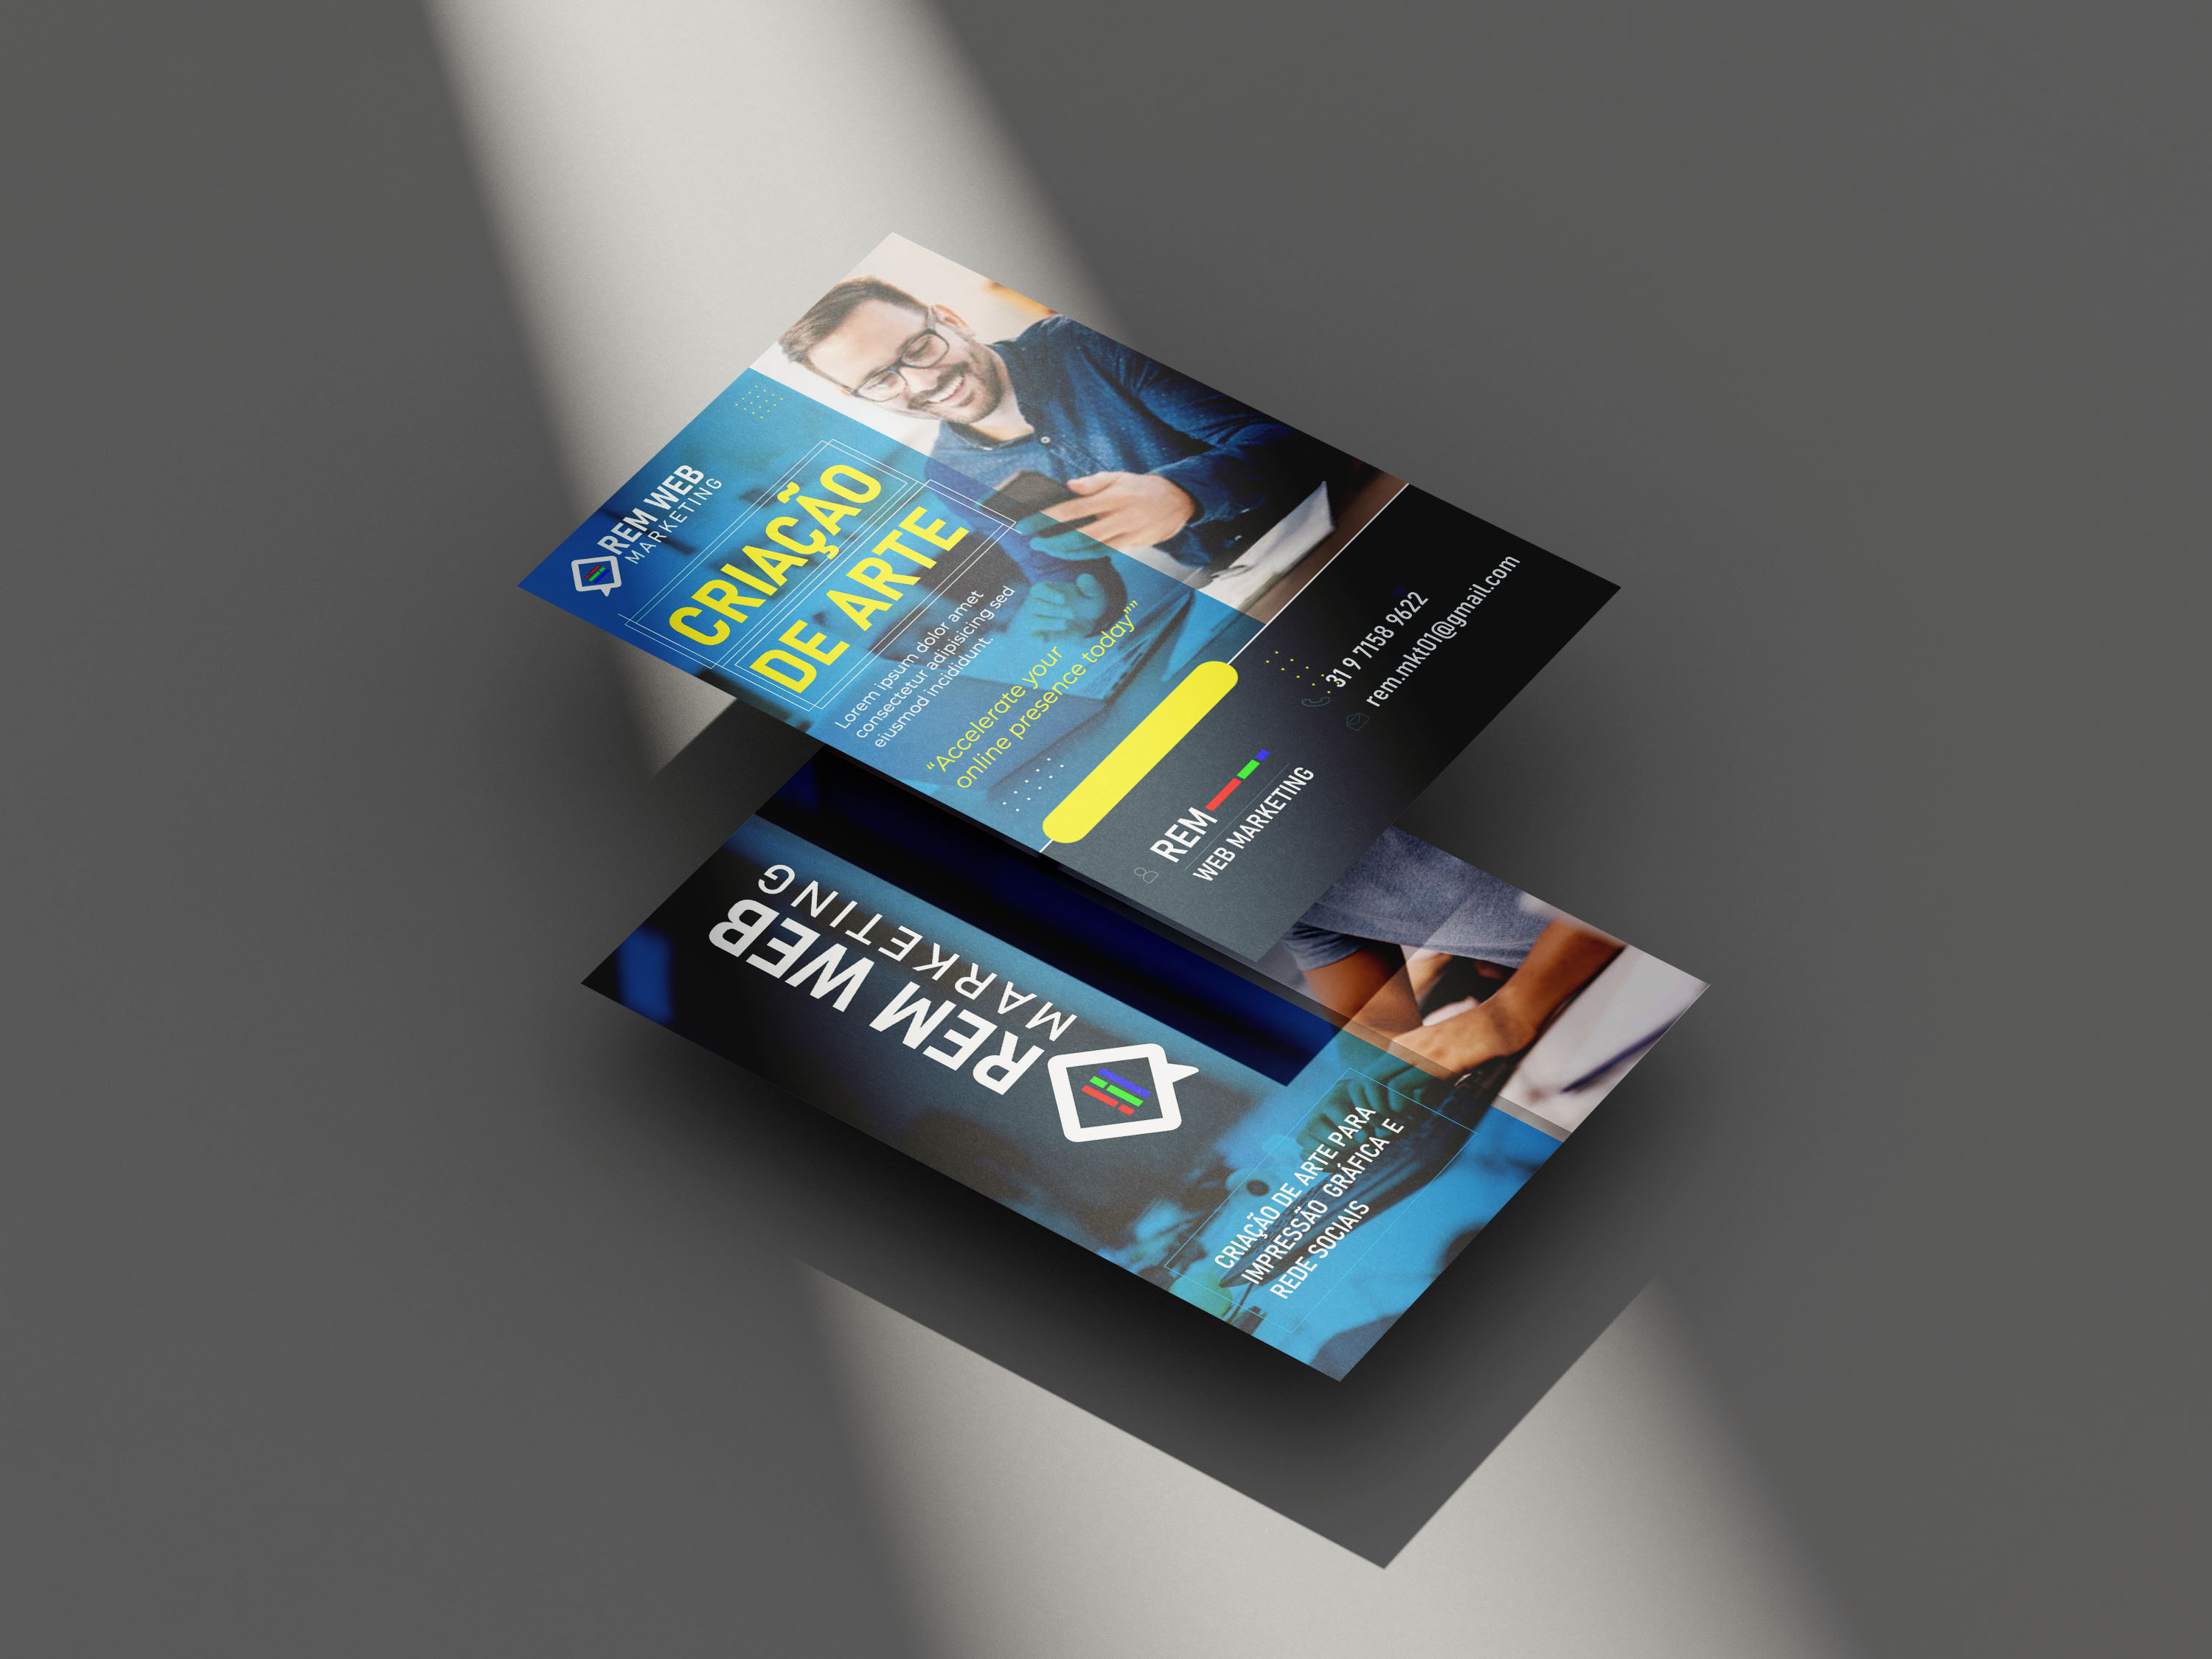 REM WEB
MARKETING
CRIAÇÃO
DE ARTE
Lorem ipsum dolor amet
consectetur adipisicing sed
eiusmod incididunt.
“Accelerate your
online presence today””
REM
WEB MARKETING
31 9 7158 9622
rem.mkt01@gmail.com
REM WEB
MARKETING
CRIAÇÃO DE ARTE PARA
IMPRESSÃO GRÁFICA E
REDE SOCIAIS